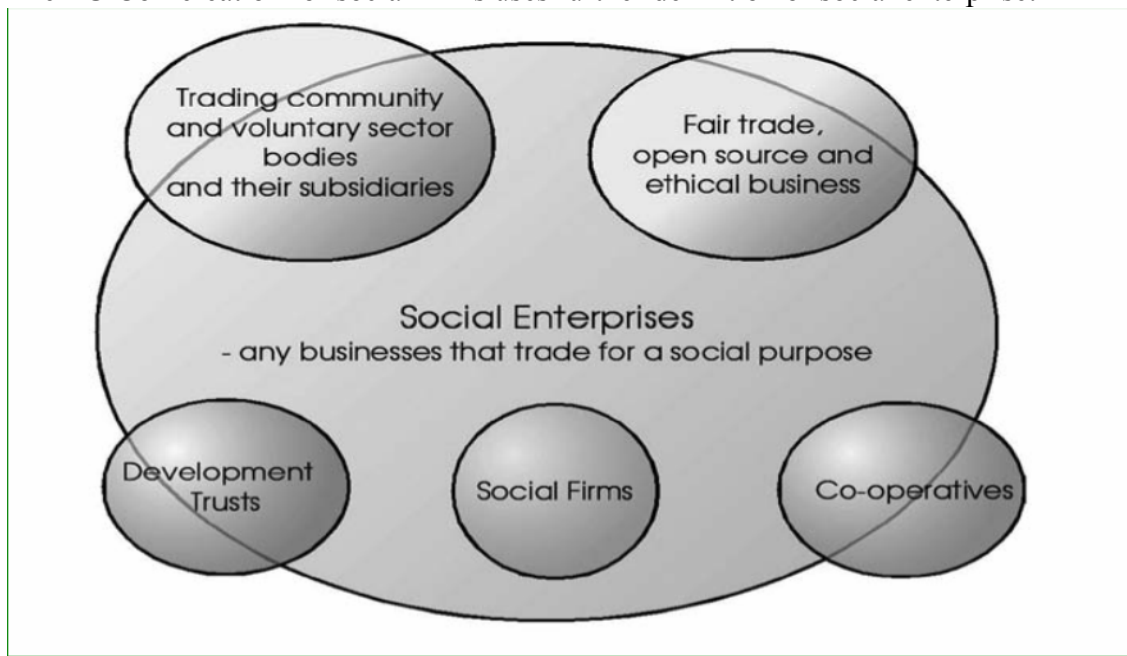 Trading community
and voluntary sector
bodies
and their subsidiaries
Fair trade,
open source and
ethical business
Social Enterprises
- any businesses that trade for a social purpose
Development
Trusts
Social Firms
Co-operatives